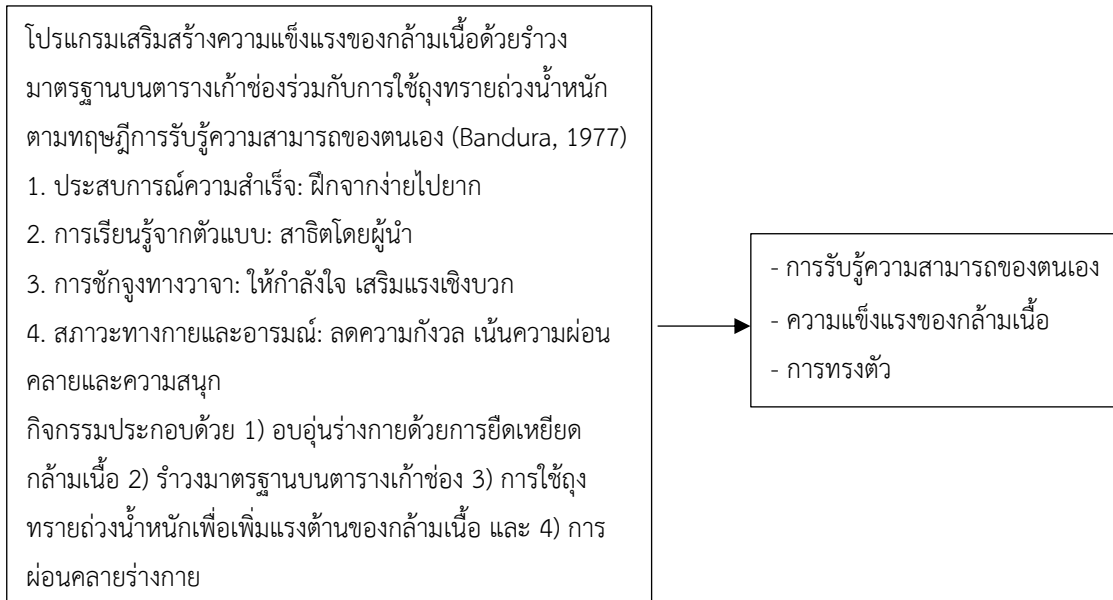 โปรแกรมเสริมสร้างความแข็งแรงของกล้ามเนื้อด้วยรำวง
มาตรฐานบนตารางเก้าช่องร่วมกับการใช้ถุงทรายถ่วงน้ำหนัก
ตามทฤษฎีการรับรู้ความสามารถของตนเอง (Bandura, 1977)
1. ประสบการณ์ความสำเร็จ: ฝึกจากง่ายไปยาก
2. การเรียนรู้จากตัวแบบ: สาธิตโดยผู้นำ
3. การชักจูงทางวาจา: ให้กำลังใจ เสริมแรงเชิงบวก
4. สภาวะทางกายและอารมณ์: ลดความกังวล เน้นความผ่อน
คลายและความสนุก
กิจกรรมประกอบด้วย 1) อบอุ่นร่างกายด้วยการยืดเหยียด
กล้ามเนื้อ 2) รำวงมาตรฐานบนตารางเก้าช่อง 3) การใช้ถุง
ทรายถ่วงน้ำหนักเพื่อเพิ่มแรงต้านของกล้ามเนื้อ และ 4) การ
ผ่อนคลายร่างกาย
- การรับรู้ความสามารถของตนเอง
- ความแข็งแรงของกล้ามเนื้อ
- การทรงตัว